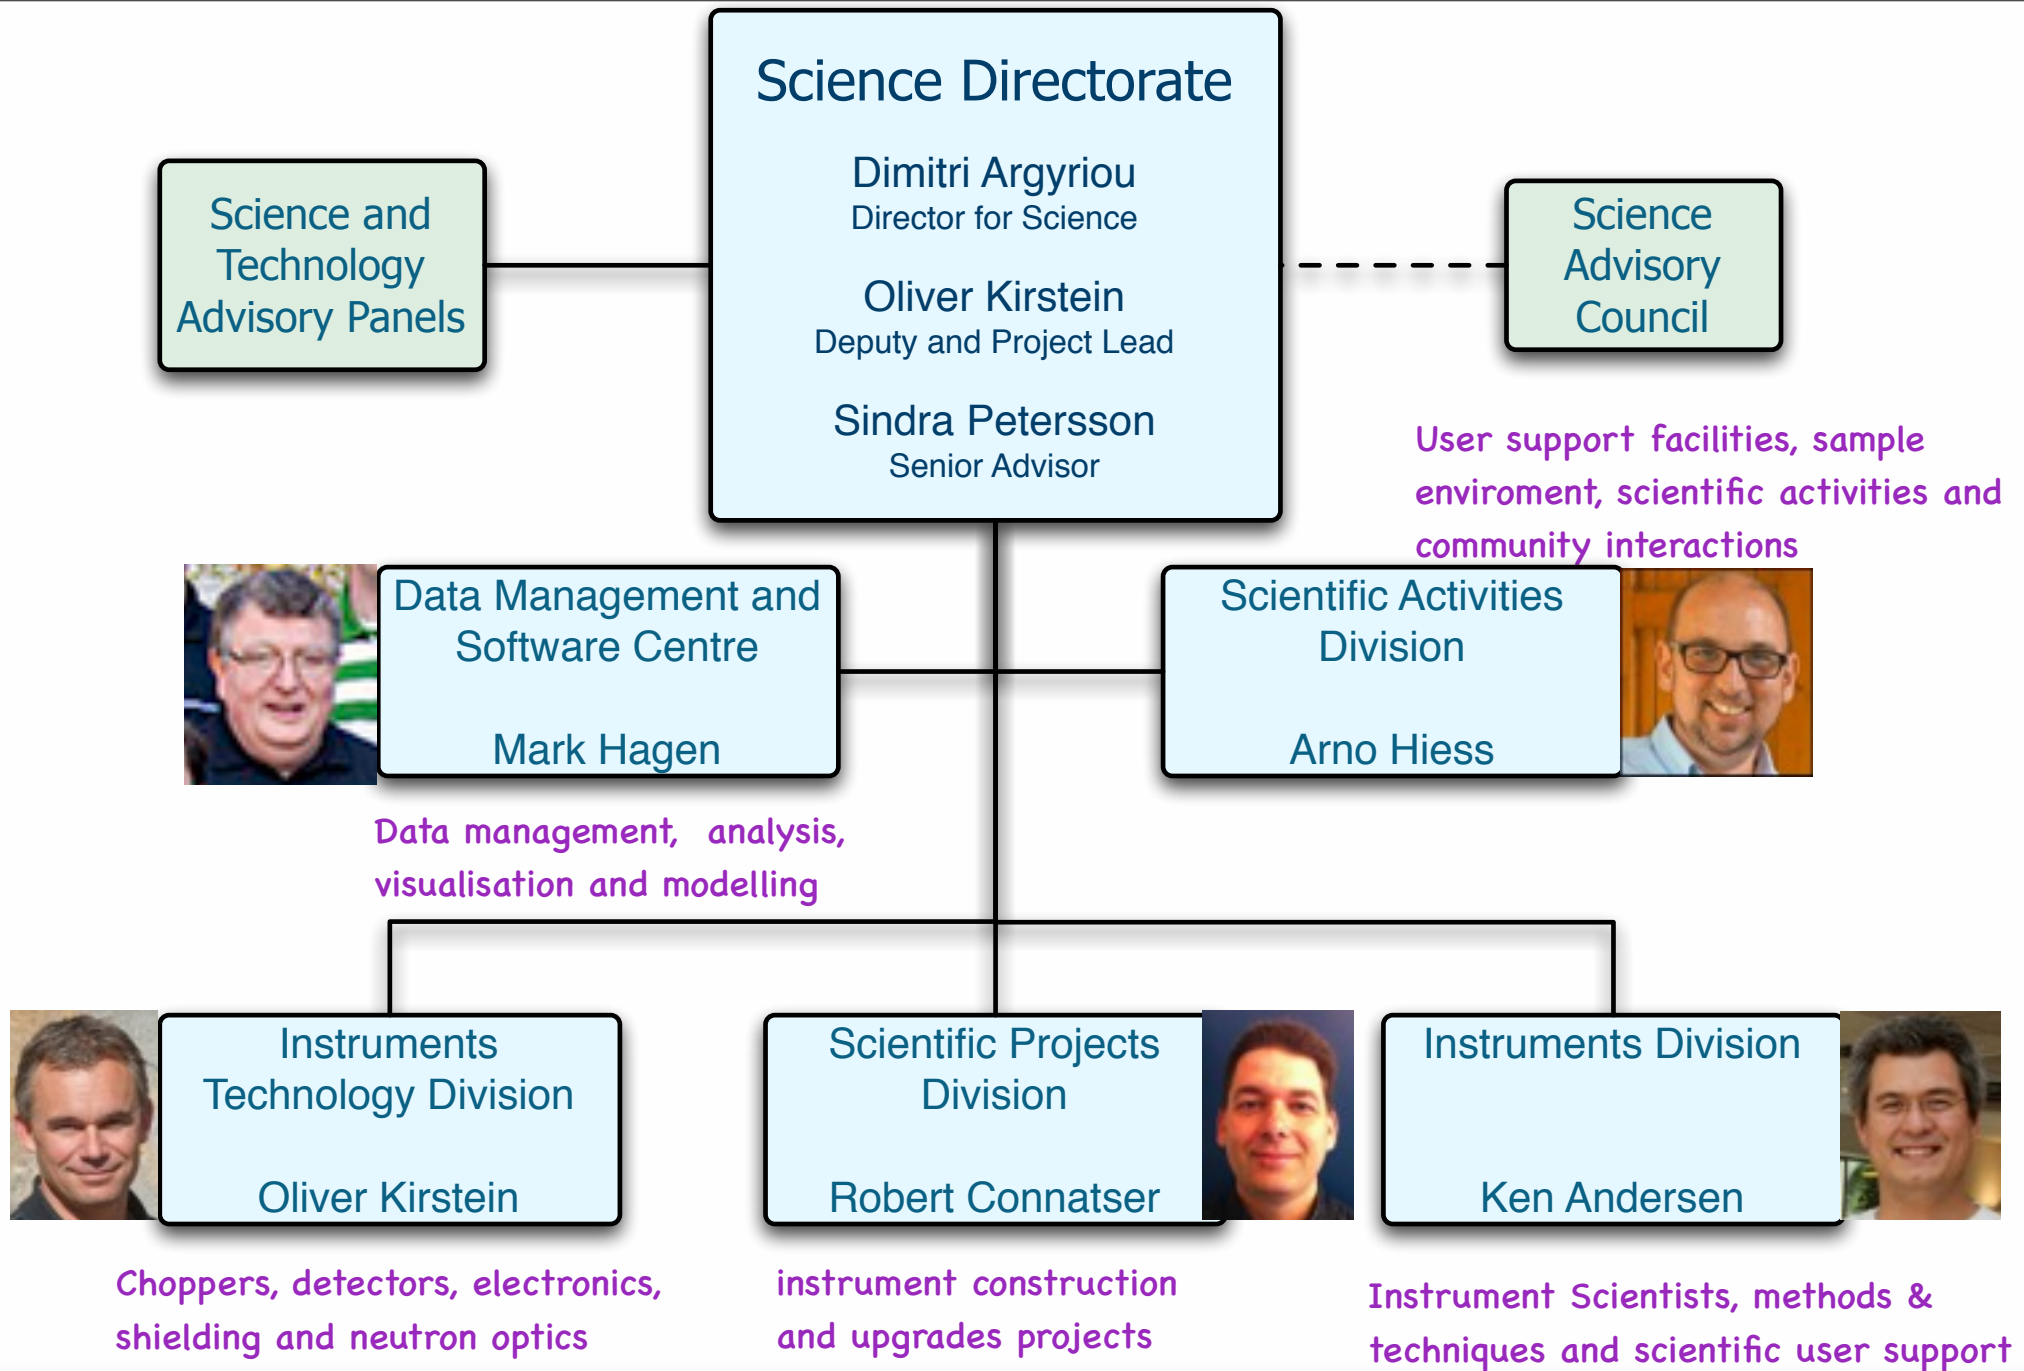 Science Directorate
Dimitri Argyriou
Director for Science
Oliver Kirstein
Deputy and Project Lead
Sindra Petersson
Senior Advisor
Science and
Technology
Advisory Panels
Science
Advisory
Council
User support facilities, sample
enviroment, scientific activities and
community interactions
Data Management and
Software Centre
Mark Hagen
Scientific Activities
Division
Arno Hiess
Data management, analysis,
visualisation and modelling
Instruments
Technology Division
Oliver Kirstein
Scientific Projects
Division
Robert Connatser
Instruments Division
Ken Andersen
Choppers, detectors, electronics,
shielding and neutron optics
instrument construction
and upgrades projects
Instrument Scientists, methods &
techniques and scientific user support